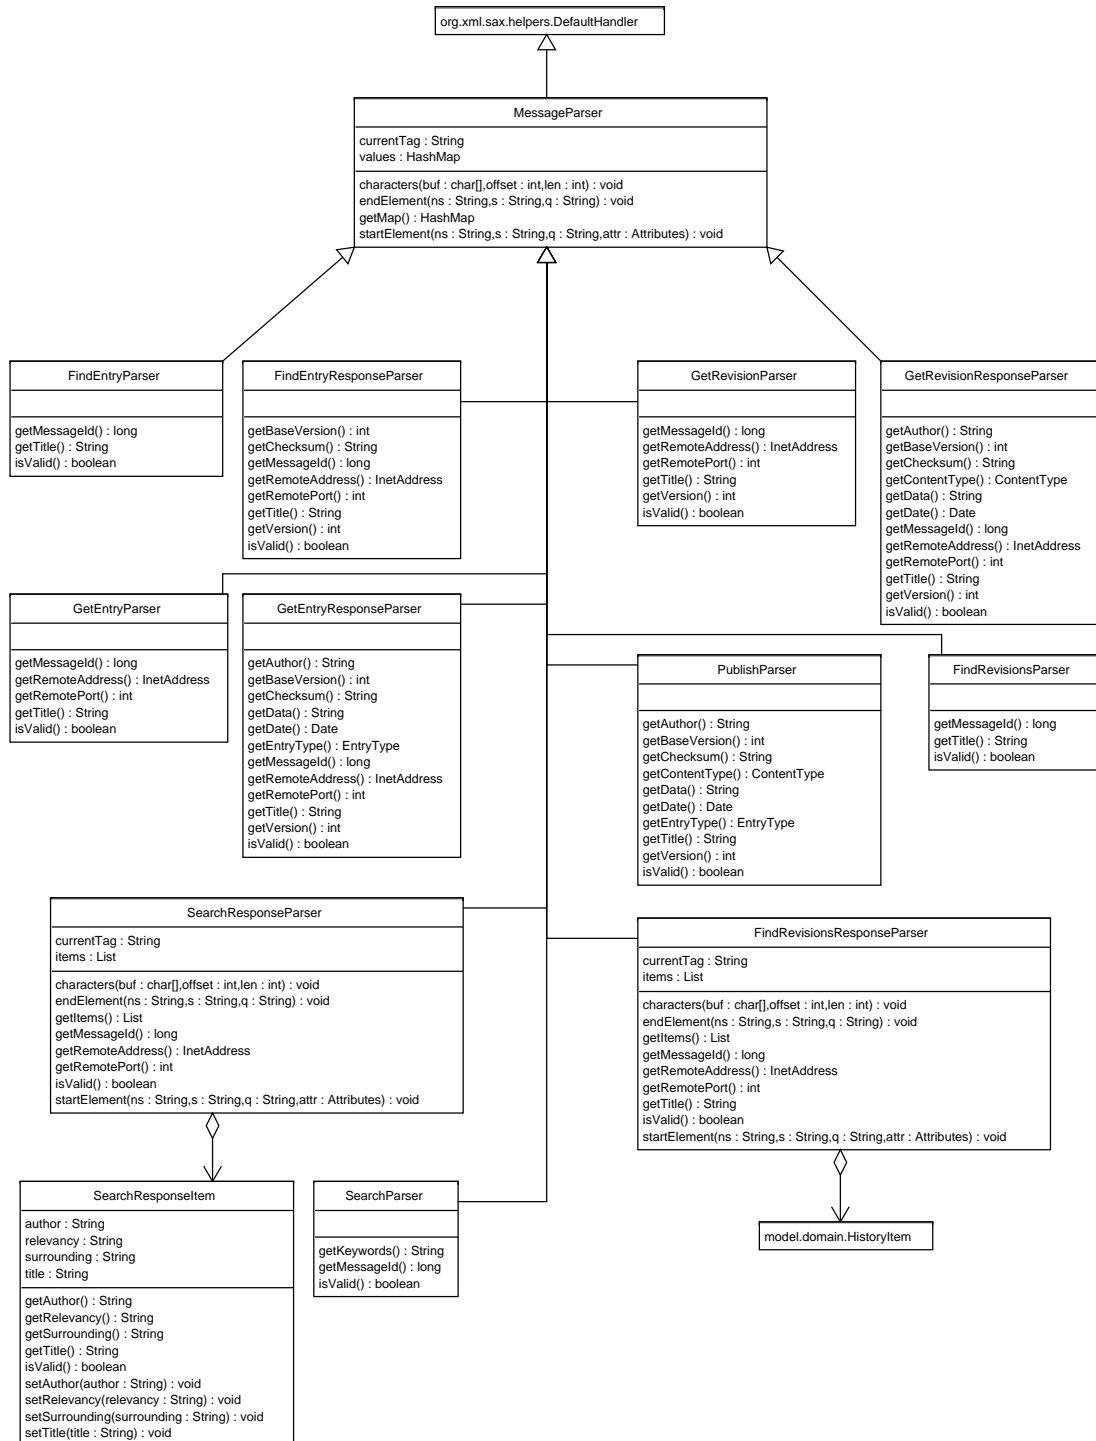 org.xml.sax.helpers.DefaultHandler
MessageParser
currentTag : String
values : HashMap
characters(buf : char[],offset : int,len : int) : void
endElement(ns : String,s : String,q : String) : void
getMap() : HashMap
startElement(ns : String,s : String,q : String,attr : Attributes) : void
FindEntryParser
getMessageId() : long
getTitle() : String
isValid() : boolean
FindEntryResponseParser
getBaseVersion() : int
getChecksum() : String
getMessageId() : long
getRemoteAddress() : InetAddress
getRemotePort() : int
getTitle() : String
getVersion() : int
isValid() : boolean
GetRevisionParser
getMessageId() : long
getRemoteAddress() : InetAddress
getRemotePort() : int
getTitle() : String
getVersion() : int
isValid() : boolean
GetRevisionResponseParser
getAuthor() : String
getBaseVersion() : int
getChecksum() : String
getContentType() : ContentType
getData() : String
getDate() : Date
getMessageId() : long
getRemoteAddress() : InetAddress
getRemotePort() : int
getTitle() : String
getVersion() : int
isValid() : boolean
GetEntryParser
getMessageId() : long
getRemoteAddress() : InetAddress
getRemotePort() : int
getTitle() : String
isValid() : boolean
GetEntryResponseParser
getAuthor() : String
getBaseVersion() : int
getChecksum() : String
getData() : String
getDate() : Date
getEntryType() : EntryType
getMessageId() : long
getRemoteAddress() : InetAddress
getRemotePort() : int
getTitle() : String
getVersion() : int
isValid() : boolean
PublishParser
getAuthor() : String
getBaseVersion() : int
getChecksum() : String
getContentType() : ContentType
getData() : String
getDate() : Date
getEntryType() : EntryType
getTitle() : String
getVersion() : int
isValid() : boolean
FindRevisionsParser
getMessageId() : long
getTitle() : String
isValid() : boolean
SearchResponseParser
currentTag : String
items : List
characters(buf : char[],offset : int,len : int) : void
endElement(ns : String,s : String,q : String) : void
getItems() : List
getMessageId() : long
getRemoteAddress() : InetAddress
getRemotePort() : int
isValid() : boolean
startElement(ns : String,s : String,q : String,attr : Attributes) : void
FindRevisionsResponseParser
currentTag : String
items : List
characters(buf : char[],offset : int,len : int) : void
endElement(ns : String,s : String,q : String) : void
getItems() : List
getMessageId() : long
getRemoteAddress() : InetAddress
getRemotePort() : int
getTitle() : String
isValid() : boolean
startElement(ns : String,s : String,q : String,attr : Attributes) : void
SearchResponseItem
author : String
relevancy : String
surrounding : String
title : String
getAuthor() : String
getRelevancy() : String
getSurrounding() : String
getTitle() : String
isValid() : boolean
setAuthor(author : String) : void
setRelevancy(relevancy : String) : void
setSurrounding(surrounding : String) : void
setTitle(title : String) : void
SearchParser
getKeywords() : String
getMessageId() : long
isValid() : boolean
model.domain.HistoryItem